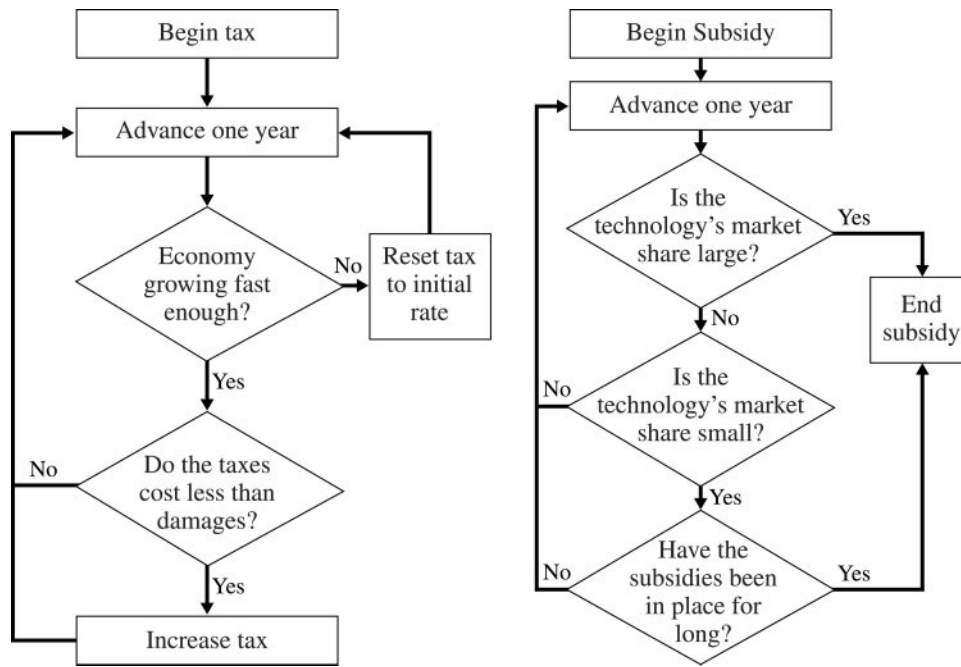 Begin tax
Advance one year
Economy
growing fast
enough?
No
Reset tax
to initial
rate
Yes
Do the taxes
cost less than
damages?
No
Yes
Increase tax
Begin Subsidy
Advance one year
Is the
technology's market
share large?
Yes
End
subsidy
No
Is the
technology's market
share small?
No
Yes
Have the
subsidies been
in place for
long?
No
Yes